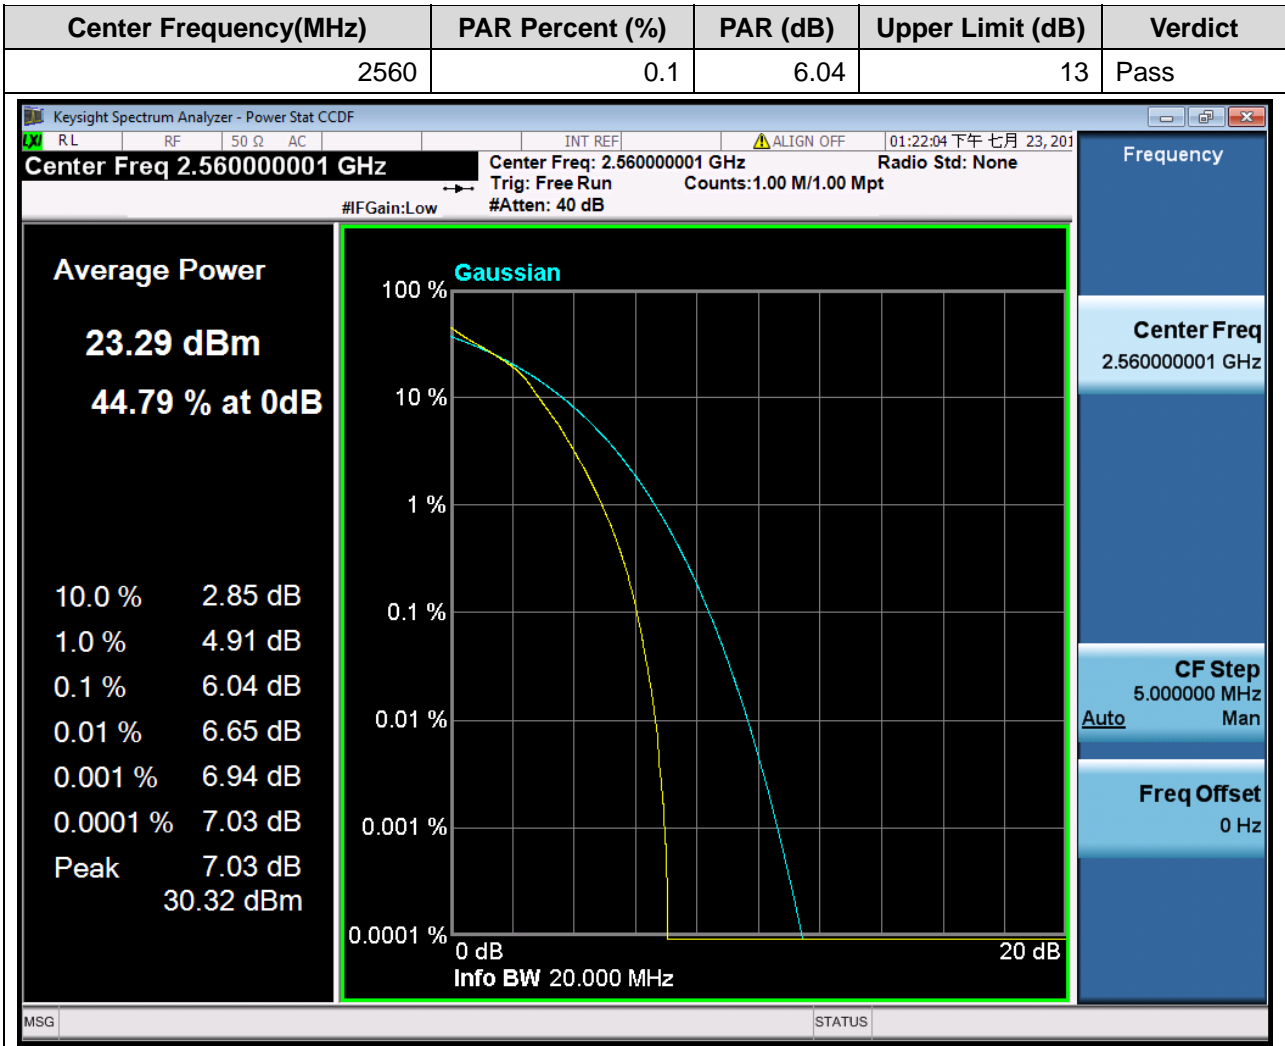 Center Frequency(MHz) PAR Percent (%) PAR (dB) Upper Limit (dB) Verdict
2560 0.1 6.04 13 Pass
Keysight Spectrum Analyzer - Power Stat CCDF
LXI RL RF 50 Ω AC INT REF ALIGN OFF 01:22:04 下午 七月 23, 201
Center Freq 2.560000001 GHz
#IFGain:Low
Center Freq: 2.560000001 GHz Radio Std: None
Trig: Free Run Counts:1.00 M/1.00 Mpt
#Atten: 40 dB
Average Power
23.29 dBm
44.79 % at 0dB
10.0 % 2.85 dB
1.0 % 4.91 dB
0.1 % 6.04 dB
0.01 % 6.65 dB
0.001 % 6.94 dB
0.0001 % 7.03 dB
Peak 7.03 dB
30.32 dBm
Gaussian
100 %
10 %
1 %
0.1 %
0.01 %
0.001 %
0.0001 %
0 dB 20 dB
Info BW 20.000 MHz
Frequency
Center Freq
2.560000001 GHz
CF Step
5.000000 MHz
Auto Man
Freq Offset
0 Hz
MSG STATUS